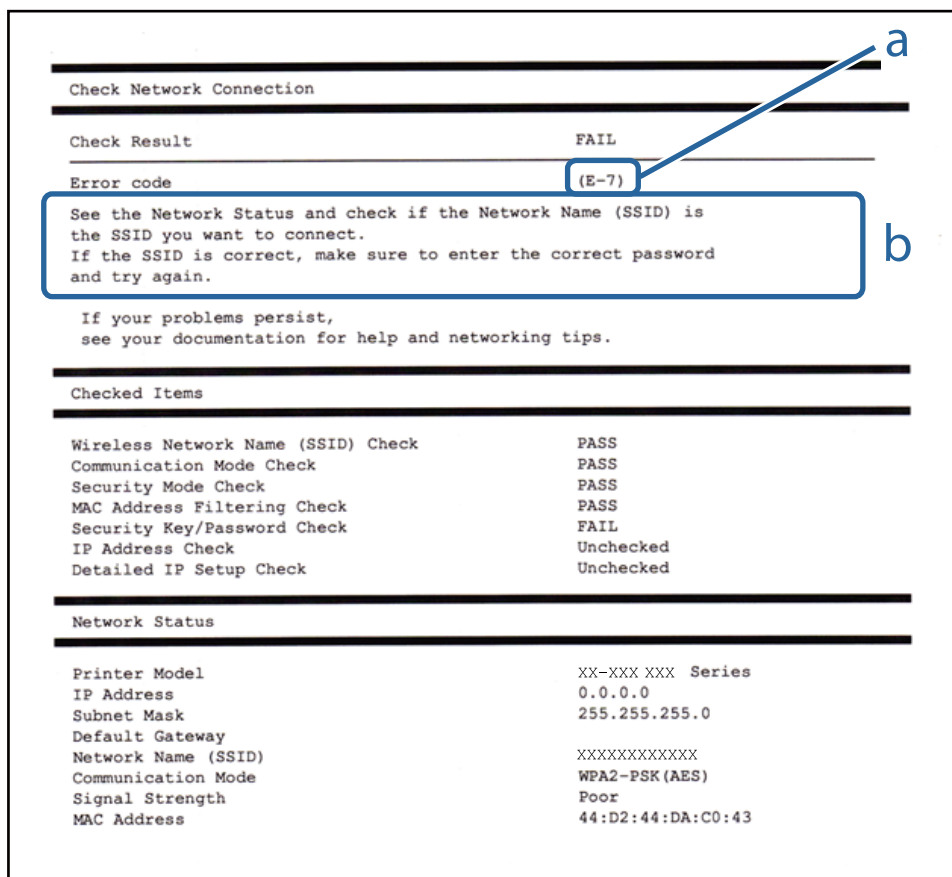 a
Check Network Connection
Check Result FAIL
Error code (E-7)
See the Network Status and check if the Network Name (SSID) is
the SSID you want to connect.
If the SSID is correct, make sure to enter the correct password
and try again.
b
If your problems persist,
see your documentation for help and networking tips.
Checked Items
Wireless Network Name (SSID) Check PASS
Communication Mode Check PASS
Security Mode Check PASS
MAC Address Filtering Check PASS
Security Key/Password Check FAIL
IP Address Check Unchecked
Detailed IP Setup Check Unchecked
Network Status
Printer Model XX-XXX XXX Series
IP Address 0.0.0.0
Subnet Mask 255.255.255.0
Default Gateway
Network Name (SSID) XXXXXXXXXXXX
Communication Mode WPA2-PSK(AES)
Signal Strength Poor
MAC Address 44:D2:44:DA:C0:43